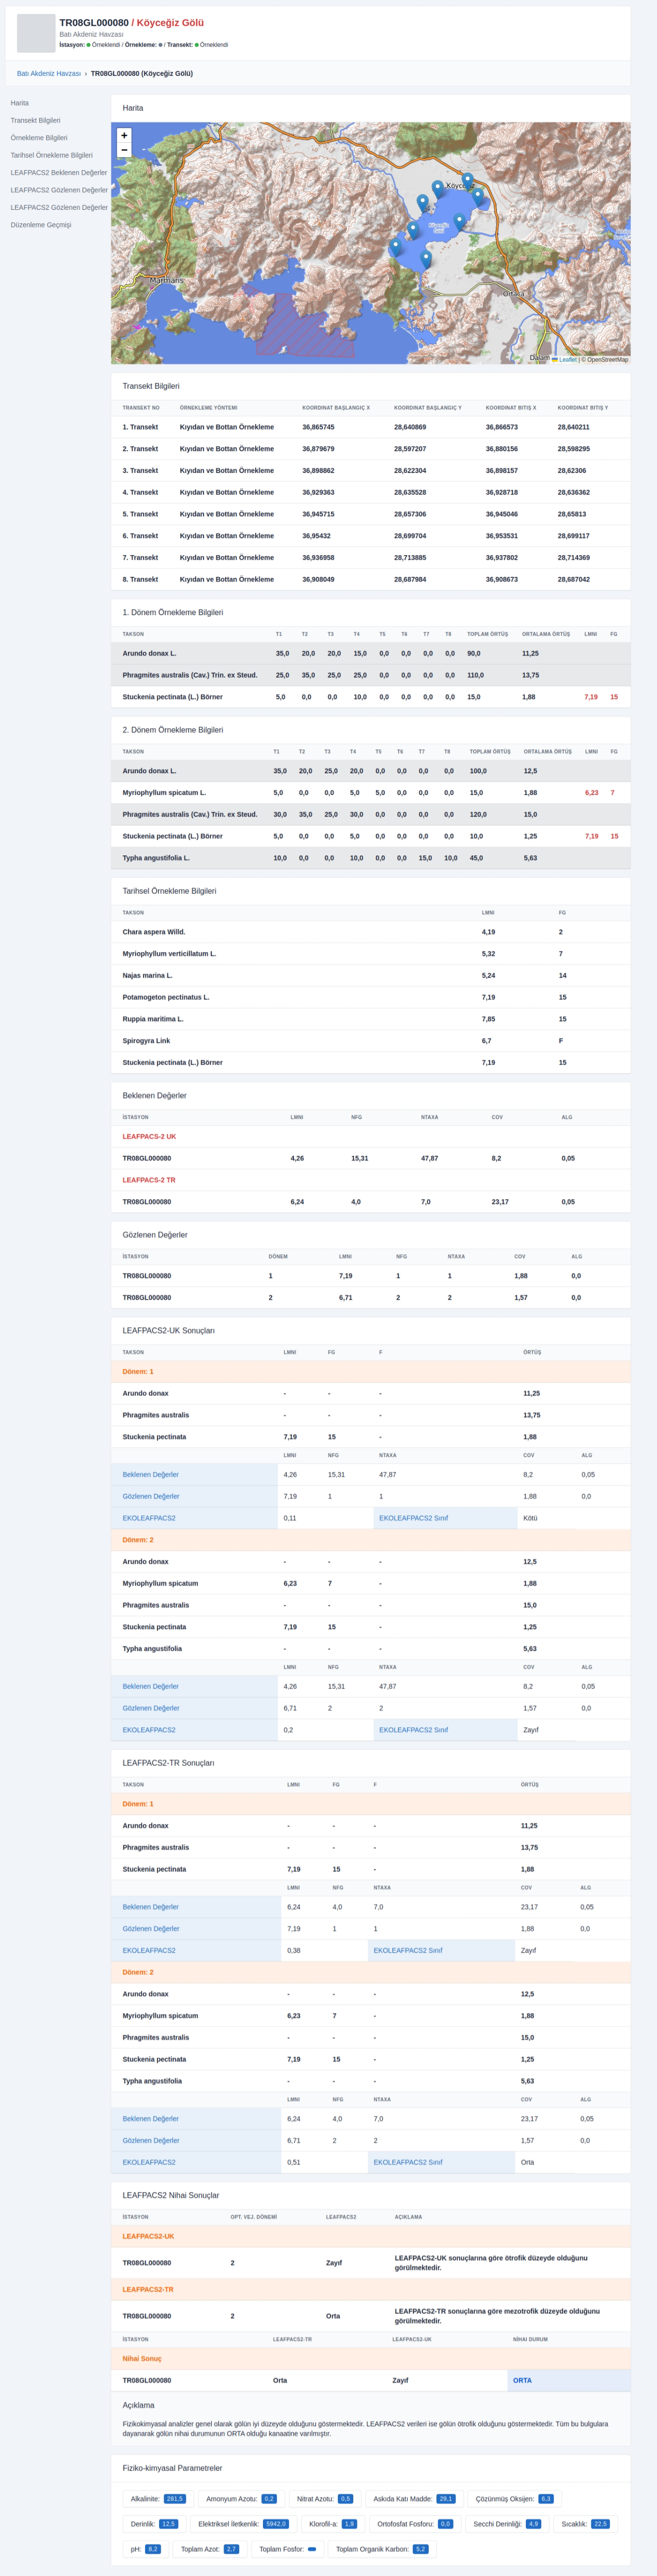 TR08GL000080 / Köyceğiz Gölü
Batı Akdeniz Havzası
İstasyon: Örneklendi / Örnekleme: / Transekt: Örneklendi
Batı Akdeniz Havzası › TR08GL000080 (Köyceğiz Gölü)
Harita
Transekt Bilgileri
Örnekleme Bilgileri
Tarihsel Örnekleme Bilgileri
LEAFPACS2 Beklenen Değerler
LEAFPACS2 Gözlenen Değerler
LEAFPACS2 Gözlenen Değerler
Düzenleme Geçmişi
Harita
+
−
Köyceğiz
Marmaris
Ortaca
Dalam
Leaflet | © OpenStreetMap
Transekt Bilgileri
TRANSEKT NO ÖRNEKLEME YÖNTEMI KOORDINAT BAŞLANGIÇ X KOORDINAT BAŞLANGIÇ Y KOORDINAT BITIŞ X KOORDINAT BITIŞ Y
1. Transekt Kıyıdan ve Bottan Örnekleme 36,865745 28,640869 36,866573 28,640211
2. Transekt Kıyıdan ve Bottan Örnekleme 36,879679 28,597207 36,880156 28,598295
3. Transekt Kıyıdan ve Bottan Örnekleme 36,898862 28,622304 36,898157 28,62306
4. Transekt Kıyıdan ve Bottan Örnekleme 36,929363 28,635528 36,928718 28,636362
5. Transekt Kıyıdan ve Bottan Örnekleme 36,945715 28,657306 36,945046 28,65813
6. Transekt Kıyıdan ve Bottan Örnekleme 36,95432 28,699704 36,953531 28,699117
7. Transekt Kıyıdan ve Bottan Örnekleme 36,936958 28,713885 36,937802 28,714369
8. Transekt Kıyıdan ve Bottan Örnekleme 36,908049 28,687984 36,908673 28,687042
1. Dönem Örnekleme Bilgileri
TAKSON T1 T2 T3 T4 T5 T6 T7 T8 TOPLAM ÖRTÜŞ ORTALAMA ÖRTÜŞ LMNI FG
Arundo donax L. 35,0 20,0 20,0 15,0 0,0 0,0 0,0 0,0 90,0 11,25
Phragmites australis (Cav.) Trin. ex Steud. 25,0 35,0 25,0 25,0 0,0 0,0 0,0 0,0 110,0 13,75
Stuckenia pectinata (L.) Börner 5,0 0,0 0,0 10,0 0,0 0,0 0,0 0,0 15,0 1,88 7,19 15
2. Dönem Örnekleme Bilgileri
TAKSON T1 T2 T3 T4 T5 T6 T7 T8 TOPLAM ÖRTÜŞ ORTALAMA ÖRTÜŞ LMNI FG
Arundo donax L. 35,0 20,0 25,0 20,0 0,0 0,0 0,0 0,0 100,0 12,5
Myriophyllum spicatum L. 5,0 0,0 0,0 5,0 5,0 0,0 0,0 0,0 15,0 1,88 6,23 7
Phragmites australis (Cav.) Trin. ex Steud. 30,0 35,0 25,0 30,0 0,0 0,0 0,0 0,0 120,0 15,0
Stuckenia pectinata (L.) Börner 5,0 0,0 0,0 5,0 0,0 0,0 0,0 0,0 10,0 1,25 7,19 15
Typha angustifolia L. 10,0 0,0 0,0 10,0 0,0 0,0 15,0 10,0 45,0 5,63
Tarihsel Örnekleme Bilgileri
TAKSON LMNI FG
Chara aspera Willd. 4,19 2
Myriophyllum verticillatum L. 5,32 7
Najas marina L. 5,24 14
Potamogeton pectinatus L. 7,19 15
Ruppia maritima L. 7,85 15
Spirogyra Link 6,7 F
Stuckenia pectinata (L.) Börner 7,19 15
Beklenen Değerler
İSTASYON LMNI NFG NTAXA COV ALG
LEAFPACS-2 UK
TR08GL000080 4,26 15,31 47,87 8,2 0,05
LEAFPACS-2 TR
TR08GL000080 6,24 4,0 7,0 23,17 0,05
Gözlenen Değerler
İSTASYON DÖNEM LMNI NFG NTAXA COV ALG
TR08GL000080 1 7,19 1 1 1,88 0,0
TR08GL000080 2 6,71 2 2 1,57 0,0
LEAFPACS2-UK Sonuçları
TAKSON LMNI FG F ÖRTÜŞ
Dönem: 1
Arundo donax - - - 11,25
Phragmites australis - - - 13,75
Stuckenia pectinata 7,19 15 - 1,88
LMNI NFG NTAXA COV ALG
Beklenen Değerler 4,26 15,31 47,87 8,2 0,05
Gözlenen Değerler 7,19 1 1 1,88 0,0
EKOLEAFPACS2 0,11 EKOLEAFPACS2 Sınıf Kötü
Dönem: 2
Arundo donax - - - 12,5
Myriophyllum spicatum 6,23 7 - 1,88
Phragmites australis - - - 15,0
Stuckenia pectinata 7,19 15 - 1,25
Typha angustifolia - - - 5,63
LMNI NFG NTAXA COV ALG
Beklenen Değerler 4,26 15,31 47,87 8,2 0,05
Gözlenen Değerler 6,71 2 2 1,57 0,0
EKOLEAFPACS2 0,2 EKOLEAFPACS2 Sınıf Zayıf
LEAFPACS2-TR Sonuçları
TAKSON LMNI FG F ÖRTÜŞ
Dönem: 1
Arundo donax - - - 11,25
Phragmites australis - - - 13,75
Stuckenia pectinata 7,19 15 - 1,88
LMNI NFG NTAXA COV ALG
Beklenen Değerler 6,24 4,0 7,0 23,17 0,05
Gözlenen Değerler 7,19 1 1 1,88 0,0
EKOLEAFPACS2 0,38 EKOLEAFPACS2 Sınıf Zayıf
Dönem: 2
Arundo donax - - - 12,5
Myriophyllum spicatum 6,23 7 - 1,88
Phragmites australis - - - 15,0
Stuckenia pectinata 7,19 15 - 1,25
Typha angustifolia - - - 5,63
LMNI NFG NTAXA COV ALG
Beklenen Değerler 6,24 4,0 7,0 23,17 0,05
Gözlenen Değerler 6,71 2 2 1,57 0,0
EKOLEAFPACS2 0,51 EKOLEAFPACS2 Sınıf Orta
LEAFPACS2 Nihai Sonuçlar
İSTASYON OPT. VEJ. DÖNEMİ LEAFPACS2 AÇIKLAMA
LEAFPACS2-UK
TR08GL000080 2 Zayıf LEAFPACS2-UK sonuçlarına göre ötrofik düzeyde olduğunu
görülmektedir.
LEAFPACS2-TR
TR08GL000080 2 Orta LEAFPACS2-TR sonuçlarına göre mezotrofik düzeyde olduğunu
görülmektedir.
İSTASYON LEAFPACS2-TR LEAFPACS2-UK NİHAİ DURUM
Nihai Sonuç
TR08GL000080 Orta Zayıf ORTA
Açıklama
Fizikokimyasal analizler genel olarak gölün iyi düzeyde olduğunu göstermektedir. LEAFPACS2 verileri ise gölün ötrofik olduğunu göstermektedir. Tüm bu bulgulara
dayanarak gölün nihai durumunun ORTA olduğu kanaatine varılmıştır.
Fiziko-kimyasal Parametreler
Alkalinite: 281,5 Amonyum Azotu: 0,2 Nitrat Azotu: 0,5 Askıda Katı Madde: 29,1 Çözünmüş Oksijen: 6,3
Derinlik: 12,5 Elektriksel İletkenlik: 5942,0 Klorofil-a: 1,9 Ortofosfat Fosforu: 0,0 Secchi Derinliği: 4,9 Sıcaklık: 22,5
pH: 8,2 Toplam Azot: 2,7 Toplam Fosfor: Toplam Organik Karbon: 5,2